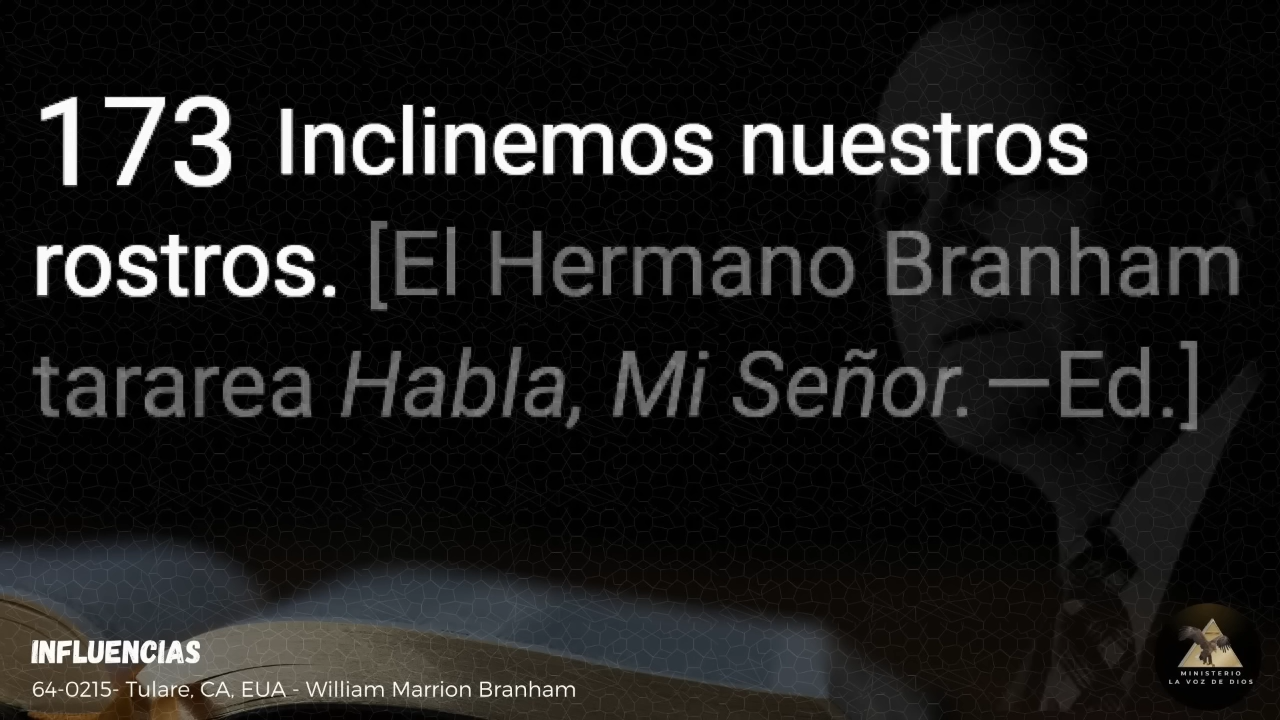 173 Inclinemos nuestros
rostros. [El Hermano Branham
tararea Habla, Mi Señor.—Ed.]
INFLUENCIAS
64-0215- Tulare, CA, EUA - William Marrion Branham
MINISTERIO
LA VOZ DE DIOS